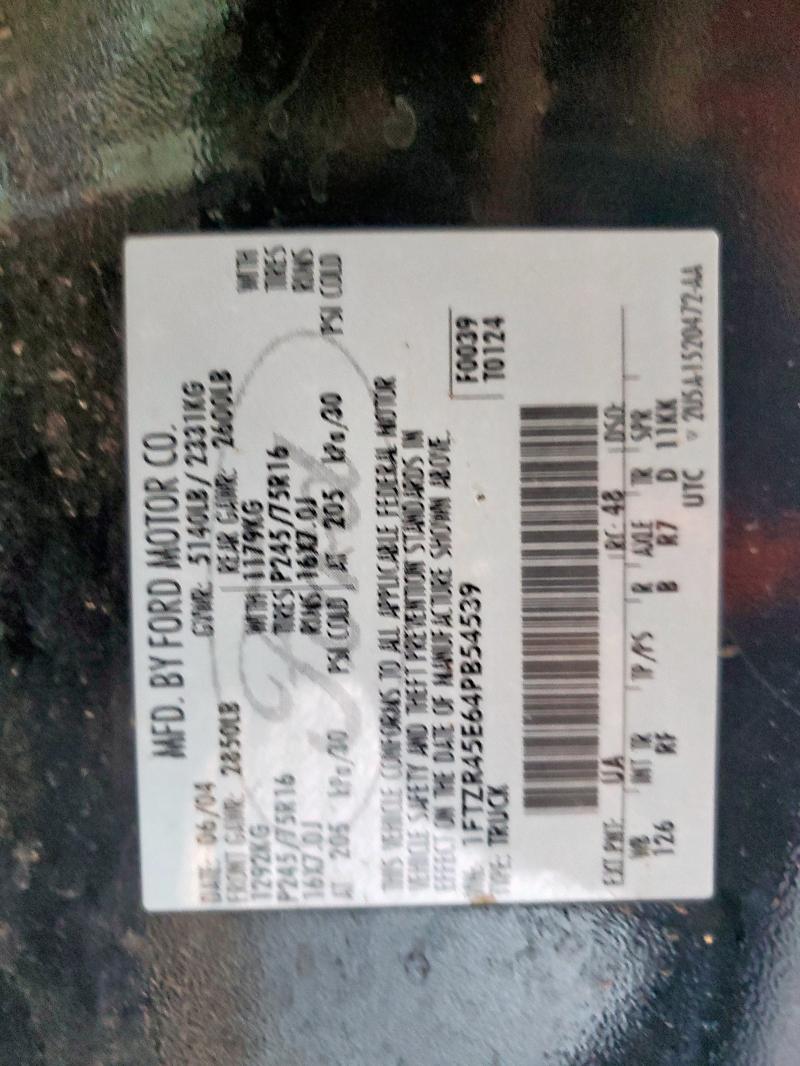 MFD. BY FORD MOTOR CO.
DATE: 06/04 GVWR: 5140LB / 2331KG
FRONT GAWR: 2850LB REAR GAWR: 2600LB
1292KG WITH 1179KG WITH
P245/75R16 TIRES P245/75R16 TIRES
16X7.0J RIMS 16X7.0J RIMS
AT 205 kPa/30 PSI COLD AT 205 kPa/30 PSI COLD
THIS VEHICLE CONFORMS TO ALL APPLICABLE FEDERAL MOTOR
VEHICLE SAFETY AND THEFT PREVENTION STANDARDS IN
EFFECT ON THE DATE OF MANUFACTURE SHOWN ABOVE.
VIN: 1FTZR45E64PB54539 F0039
TYPE: TRUCK T0124
EXT PNT: UA RC: 48 DSO:
WB INT TR TP/PS R AXLE TR SPR
126 RF B R7 D 11KK
UTC ▽ 2U5A-1520472-AA
Ford